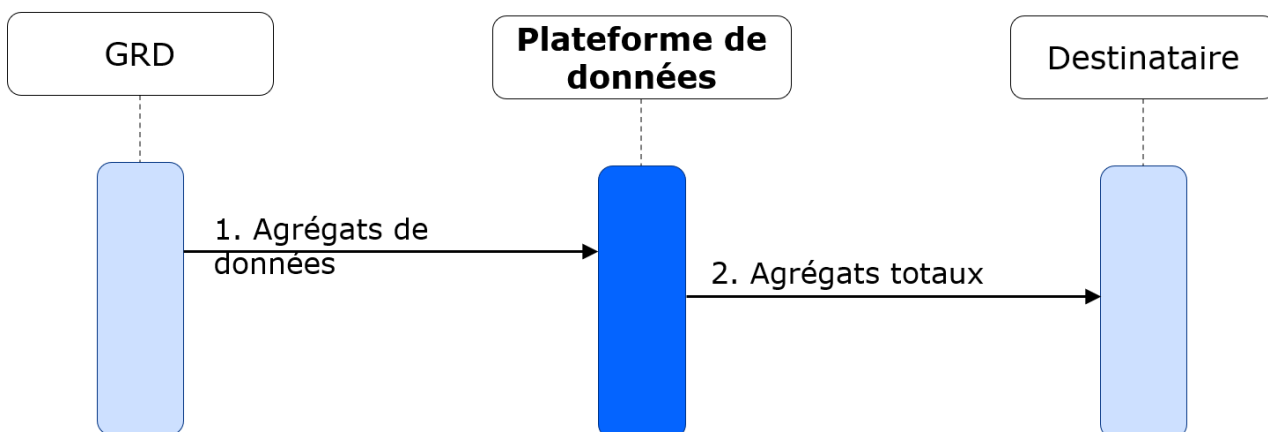 GRD
Plateforme de
données
Destinataire
1. Agrégats de
données
2. Agrégats totaux